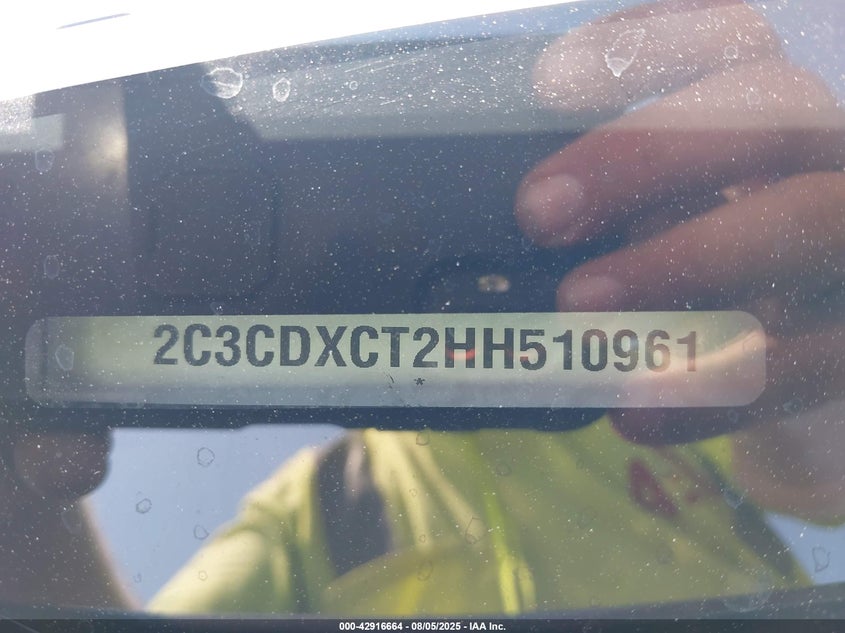 2C3CDXCT2HH510961
*
000-42916664 - 08/05/2025 - IAA Inc.